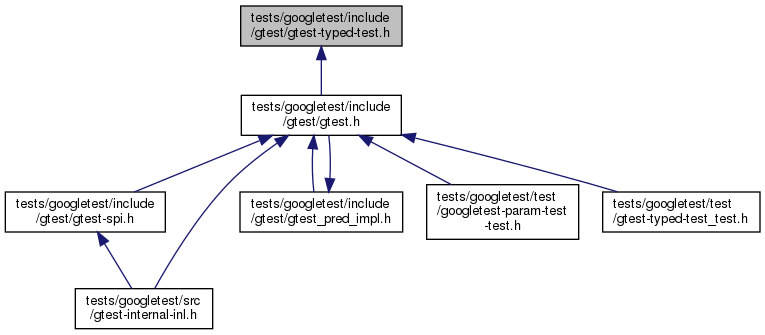 tests/googletest/include
/gtest/gtest-typed-test.h
tests/googletest/include
/gtest/gtest.h
tests/googletest/include
/gtest/gtest-spi.h
tests/googletest/include
/gtest/gtest_pred_impl.h
tests/googletest/test
/googletest-param-test
-test.h
tests/googletest/test
/gtest-typed-test_test.h
tests/googletest/src
/gtest-internal-inl.h